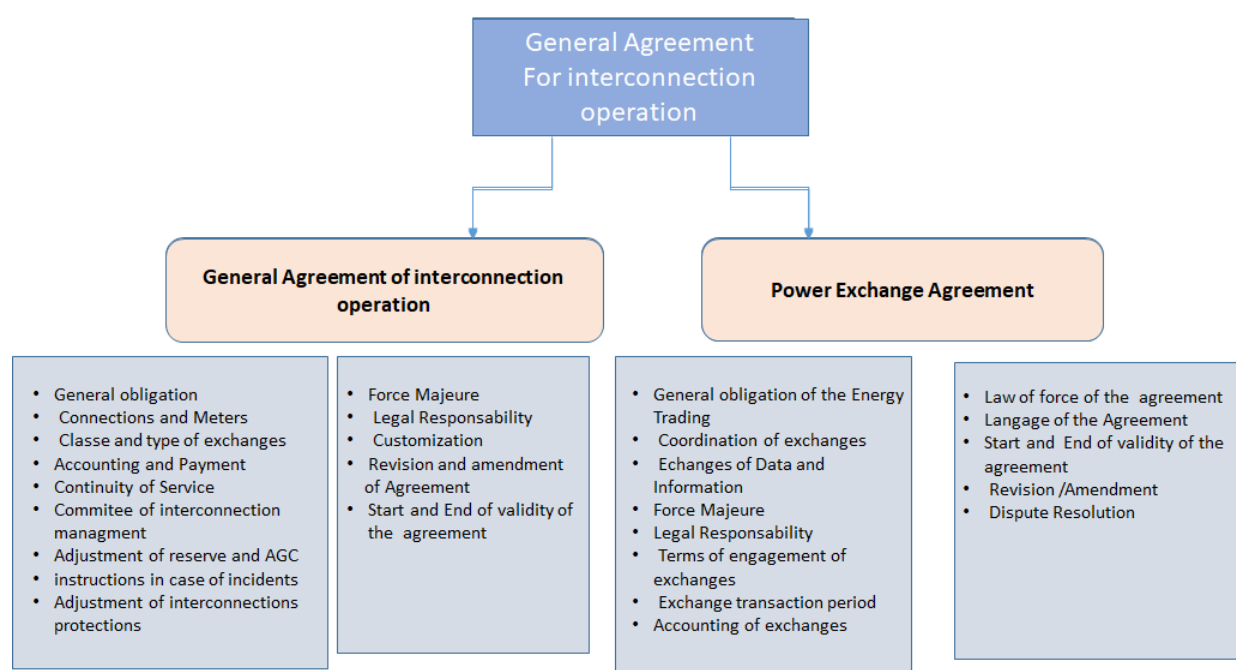 General Agreement
For interconnection
operation
General Agreement of interconnection
operation
Power Exchange Agreement
• General obligation
• Connections and Meters
• Classe and type of exchanges
• Accounting and Payment
• Continuity of Service
• Commitee of interconnection
managment
• Adjustment of reserve and AGC
• instructions in case of incidents
• Adjustment of interconnections
protections
• Force Majeure
• Legal Responsability
• Customization
• Revision and amendment
of Agreement
• Start and End of validity of
the agreement
• General obligation of the Energy
Trading
• Coordination of exchanges
• Echanges of Data and
Information
• Force Majeure
• Legal Responsability
• Terms of engagement of
exchanges
• Exchange transaction period
• Accounting of exchanges
• Law of force of the agreement
• Langage of the Agreement
• Start and End of validity of the
agreement
• Revision /Amendment
• Dispute Resolution